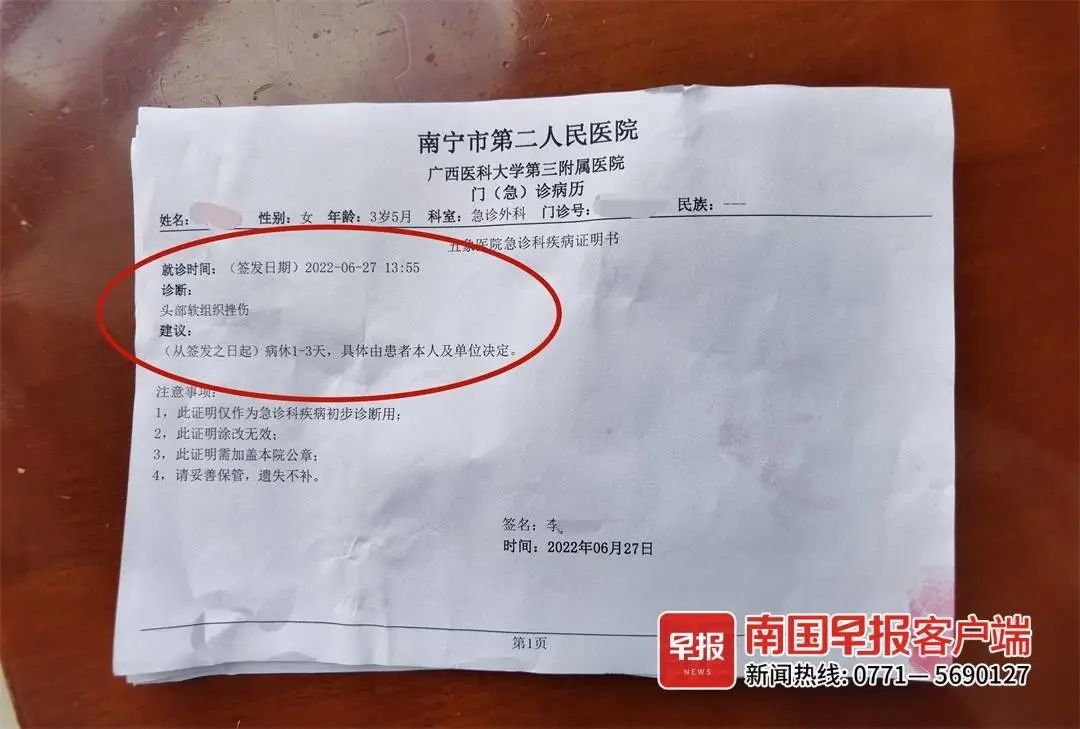 南宁市第二人民医院
广西医科大学第三附属医院
门（急）诊病历
姓名： 性别：女 年龄：3岁5月 科室：急诊外科 门诊号： 民族：---
五象医院急诊科疾病证明书
就诊时间：（签发日期）2022-06-27 13:55
诊断：
头部软组织挫伤
建议：
（从签发之日起）病休1-3天，具体由患者本人及单位决定。
注意事项：
1，此证明仅作为急诊科疾病初步诊断用；
2，此证明涂改无效；
3，此证明需加盖本院公章；
4，请妥善保管，遗失不补。
签名：李
时间：2022年06月27日
第1页
早报
NEWS
南国早报客户端
新闻热线：0771—5690127